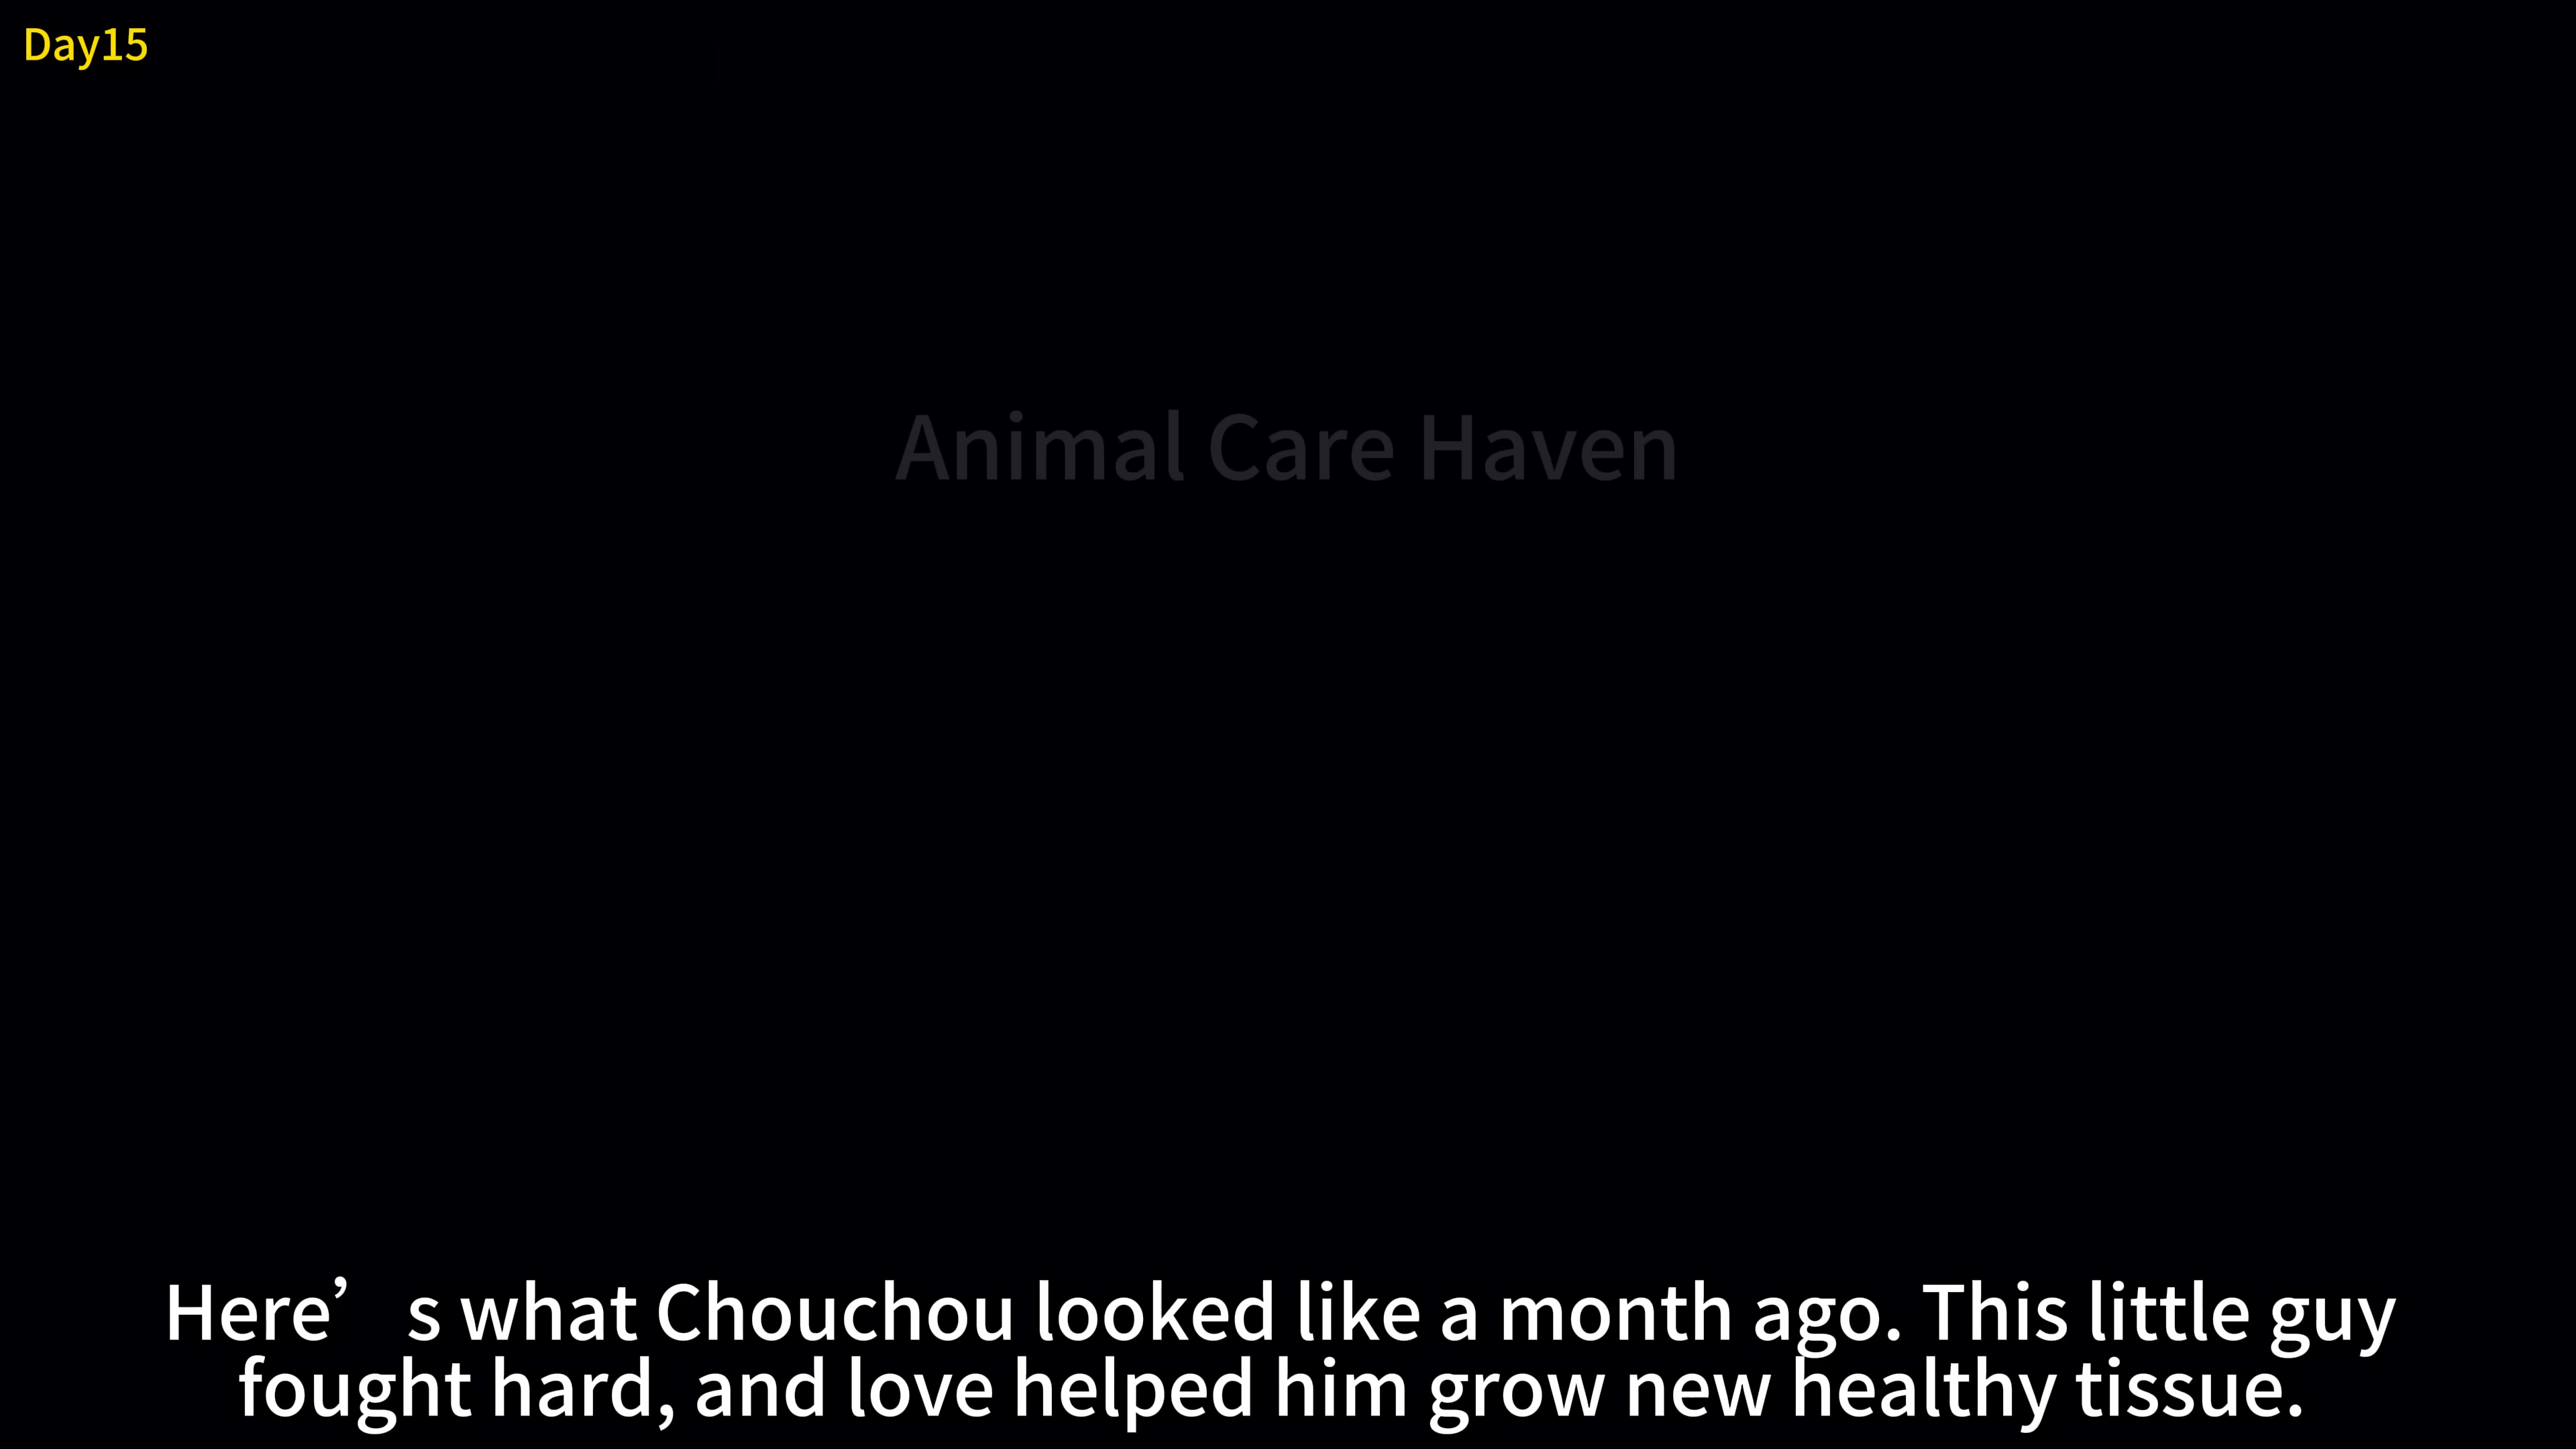 Day15
Animal Care Haven
Here’s what Chouchou looked like a month ago. This little guy
fought hard, and love helped him grow new healthy tissue.